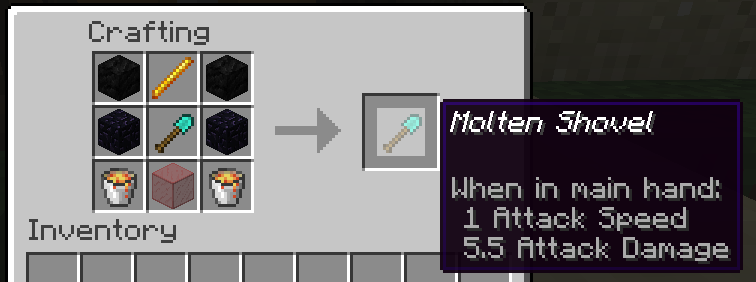 Crafting
Molten Shovel
When in main hand:
1 Attack Speed
5.5 Attack Damage
Inventory